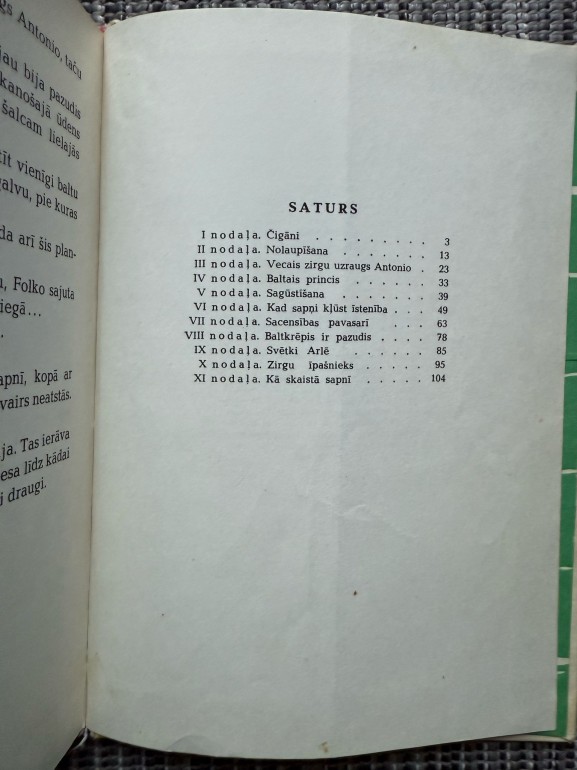 gs Antonio, taču
jau bija pazudis
kanošajā ūdens
šalcam lielajās
tīt vienīgi baltu
galvu, pie kuras
da arī šis plan-
u, Folko sajuta
iegā...
apnī, kopā ar
vairs neatstās.
ja. Tas ierāva
esa līdz kādai
j draugi.
SATURS
I nodaļa. Čigāni . . . . . . . . . 3
II nodaļa. Nolaupīšana . . . . . . . 13
III nodaļa. Vecais zirgu uzraugs Antonio . 23
IV nodaļa. Baltais princis . . . . . . 33
V nodaļa. Sagūstīšana . . . . . . 39
VI nodaļa. Kad sapņi kļūst īstenība . . . 49
VII nodaļa. Sacensības pavasarī . . . 63
VIII nodaļa. Baltkrēpis ir pazudis . . . . 78
IX nodaļa. Svētki Arlē . . . . . . 85
X nodaļa. Zirgu īpašnieks . . . . . 95
XI nodaļa. Kā skaistā sapnī . . . . . 104